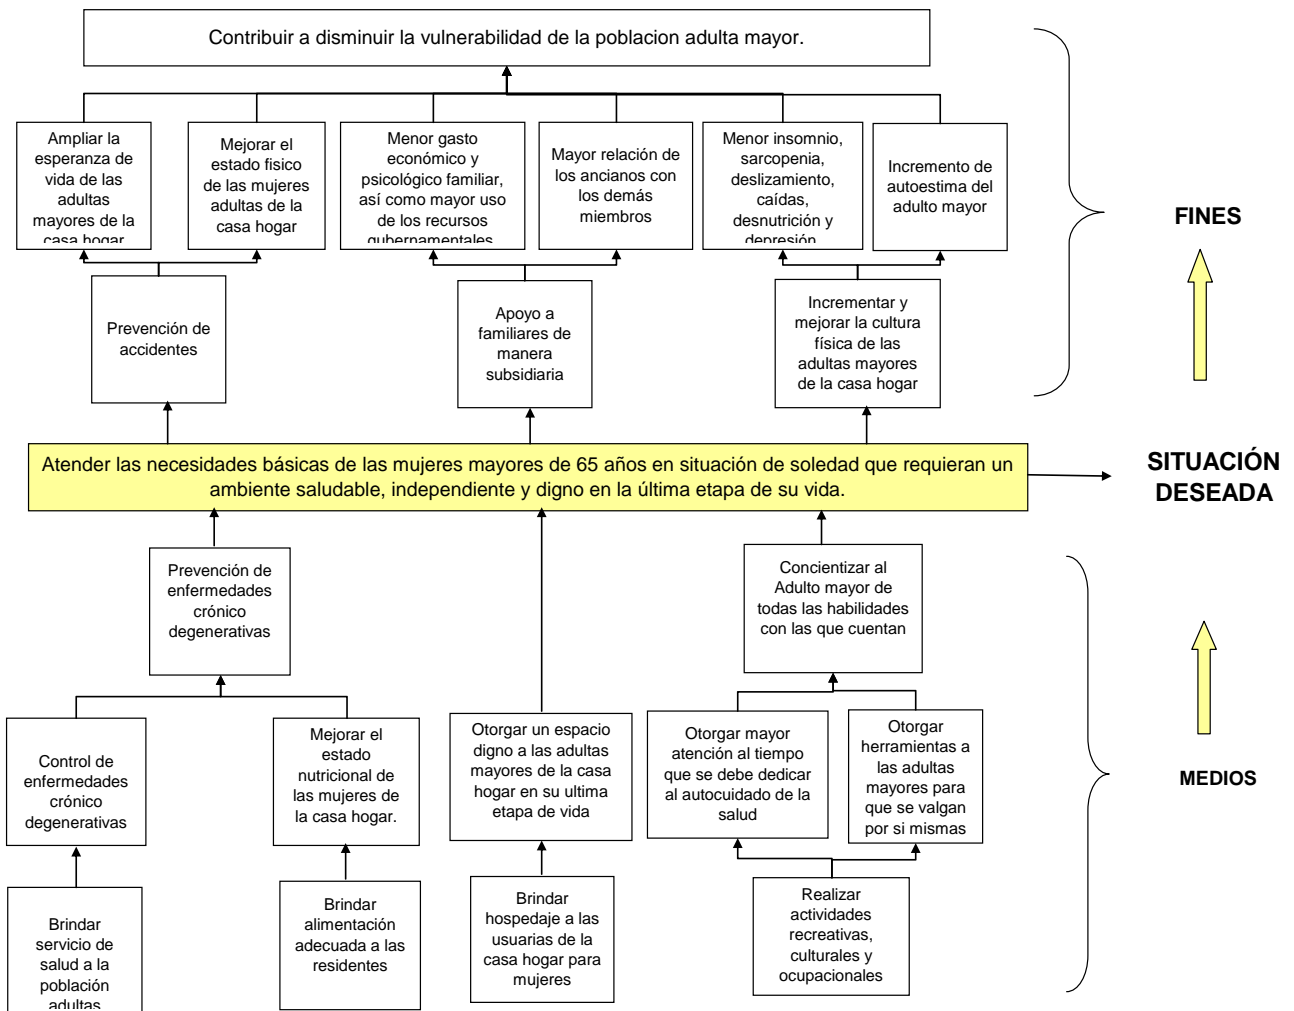 Contribuir a disminuir la vulnerabilidad de la poblacion adulta mayor.
Ampliar la
esperanza de
vida de las
adultas
mayores de la
casa hogar
Mejorar el
estado fisico
de las mujeres
adultas de la
casa hogar
Menor gasto
económico y
psicológico familiar,
así como mayor uso
de los recursos
gubernamentales
Mayor relación de
los ancianos con
los demás
miembros
Menor insomnio,
sarcopenia,
deslizamiento,
caídas,
desnutrición y
depresión
Incremento de
autoestima del
adulto mayor
FINES
Prevención de
accidentes
Apoyo a
familiares de
manera
subsidiaria
Incrementar y
mejorar la cultura
física de las
adultas mayores
de la casa hogar
Atender las necesidades básicas de las mujeres mayores de 65 años en situación de soledad que requieran un
ambiente saludable, independiente y digno en la última etapa de su vida.
SITUACIÓN
DESEADA
Prevención de
enfermedades
crónico
degenerativas
Concientizar al
Adulto mayor de
todas las habilidades
con las que cuentan
Control de
enfermedades
crónico
degenerativas
Mejorar el
estado
nutricional de
las mujeres de
la casa hogar.
Otorgar un espacio
digno a las adultas
mayores de la casa
hogar en su ultima
etapa de vida
Otorgar mayor
atención al tiempo
que se debe dedicar
al autocuidado de la
salud
Otorgar
herramientas a
las adultas
mayores para
que se valgan
por si mismas
MEDIOS
Brindar
servicio de
salud a la
población
adultas
Brindar
alimentación
adecuada a las
residentes
Brindar
hospedaje a las
usuarias de la
casa hogar para
mujeres
Realizar
actividades
recreativas,
culturales y
ocupacionales